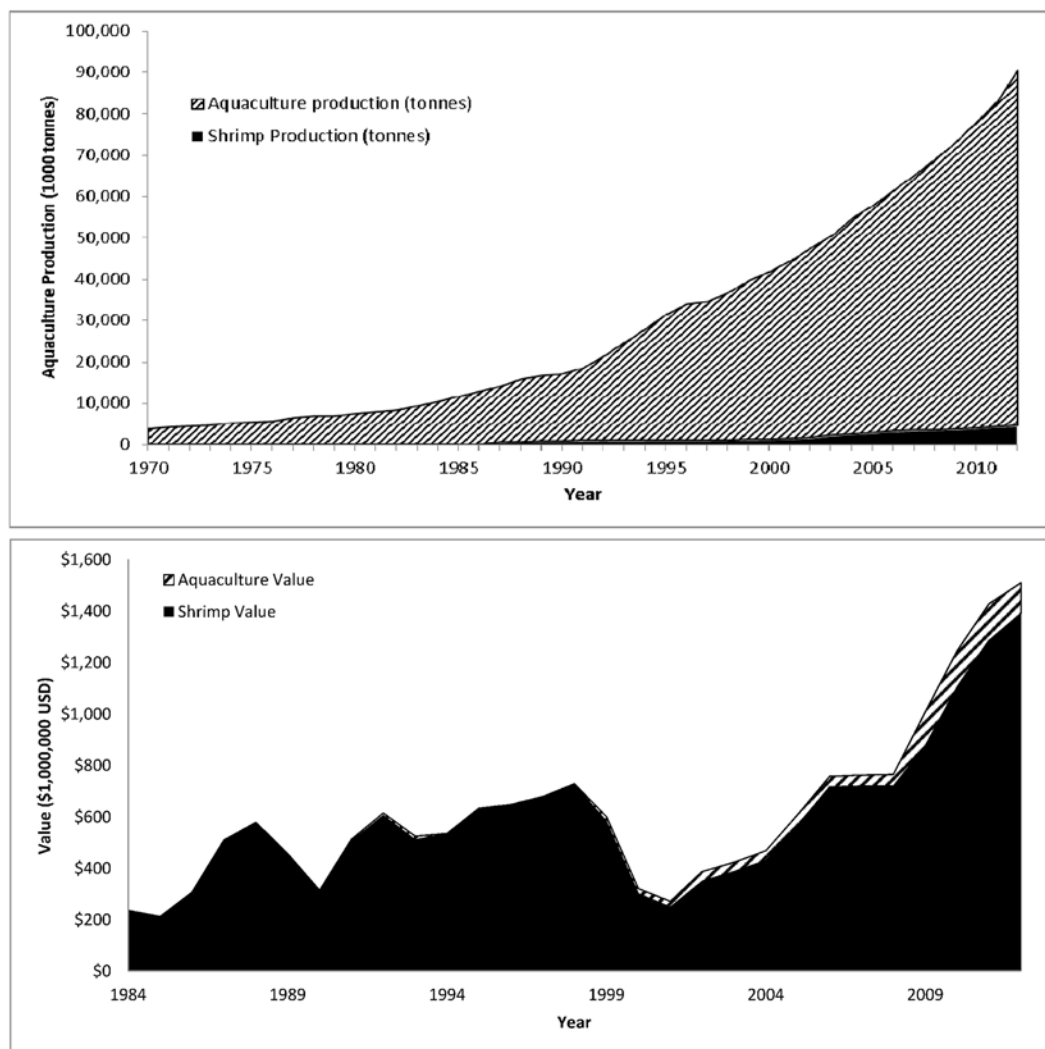 100,000
90,000
80,000
70,000
60,000
50,000
40,000
30,000
20,000
10,000
0
Aquaculture Production (1000 tonnes)
Aquaculture production (tonnes)
Shrimp Production (tonnes)
1970 1975 1980 1985 1990 1995 2000 2005 2010
Year
$1,600
$1,400
$1,200
$1,000
$800
$600
$400
$200
$0
Value ($1,000,000 USD)
Aquaculture Value
Shrimp Value
1984 1989 1994 1999 2004 2009
Year